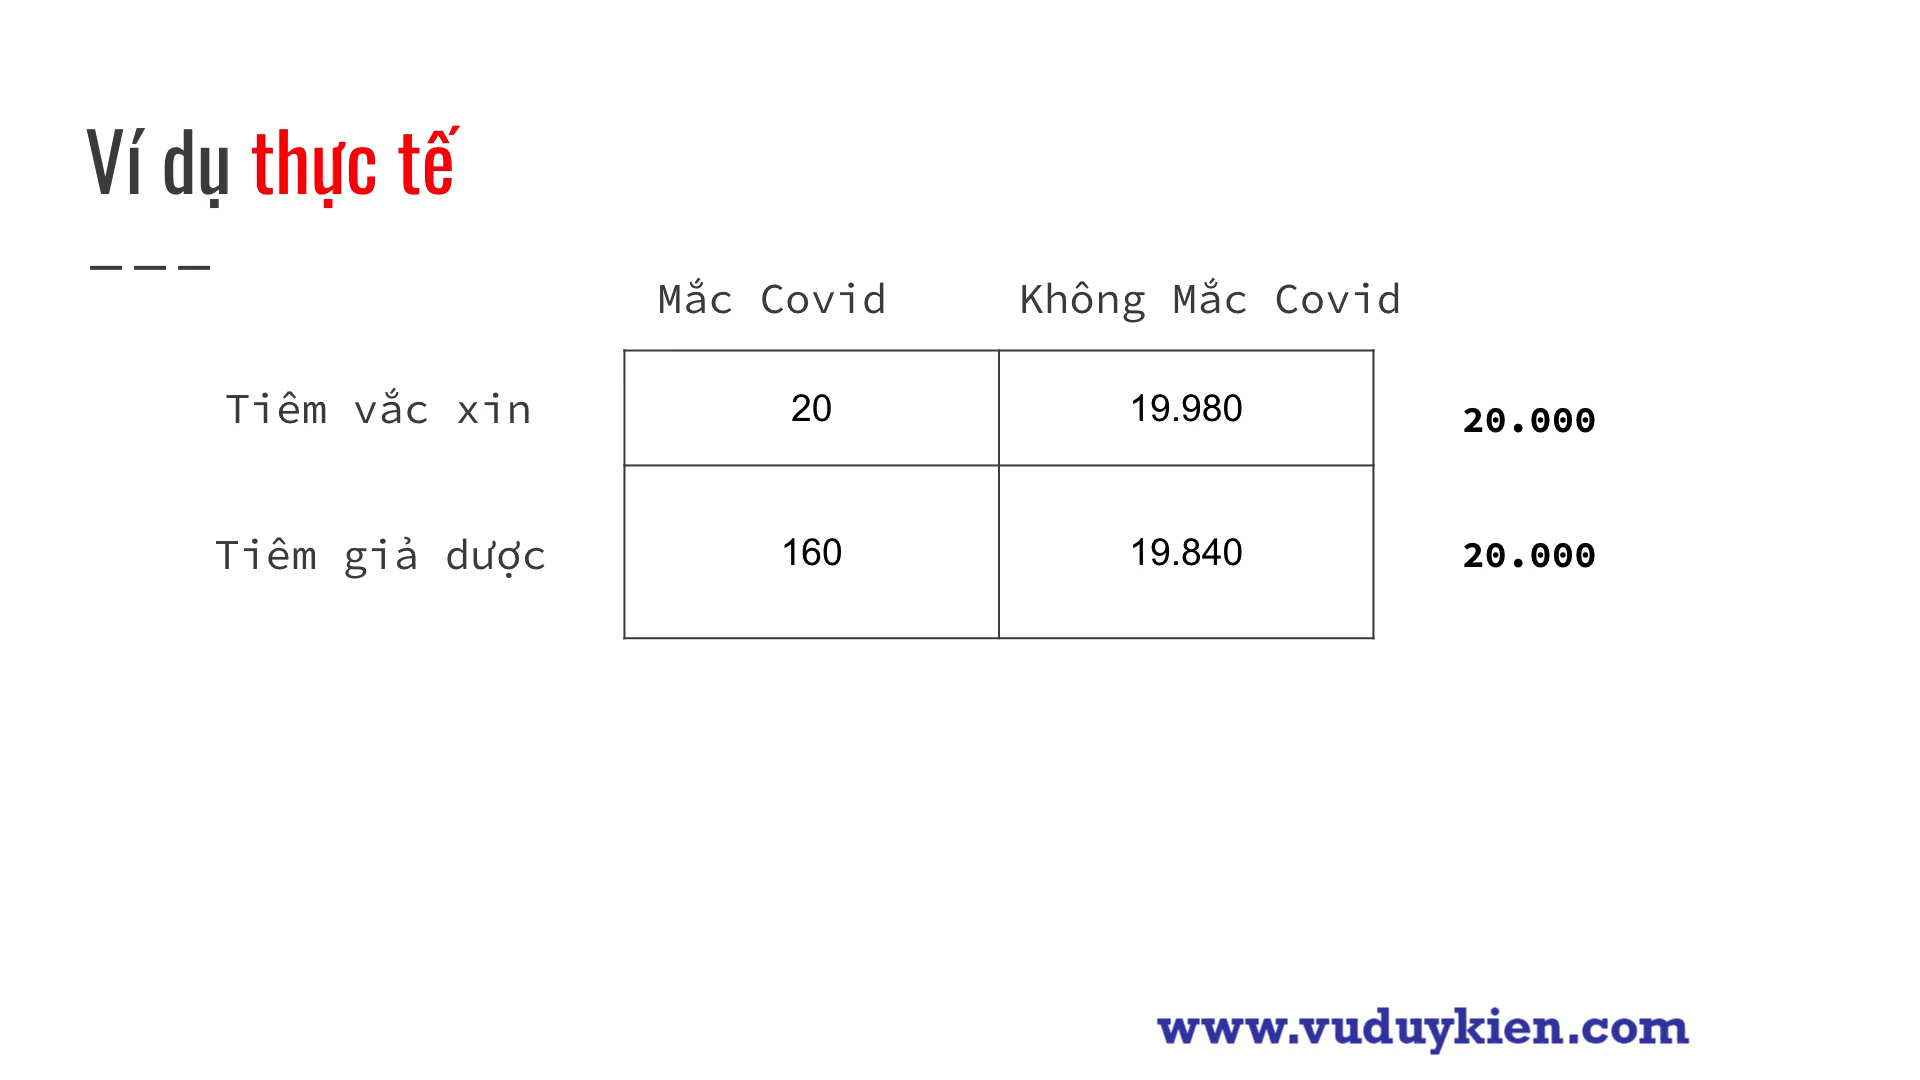 Ví dụ thực tế
Mắc Covid Không Mắc Covid
Tiêm vắc xin 20 19.980 20.000
Tiêm giả dược 160 19.840 20.000
www.vuduykien.com